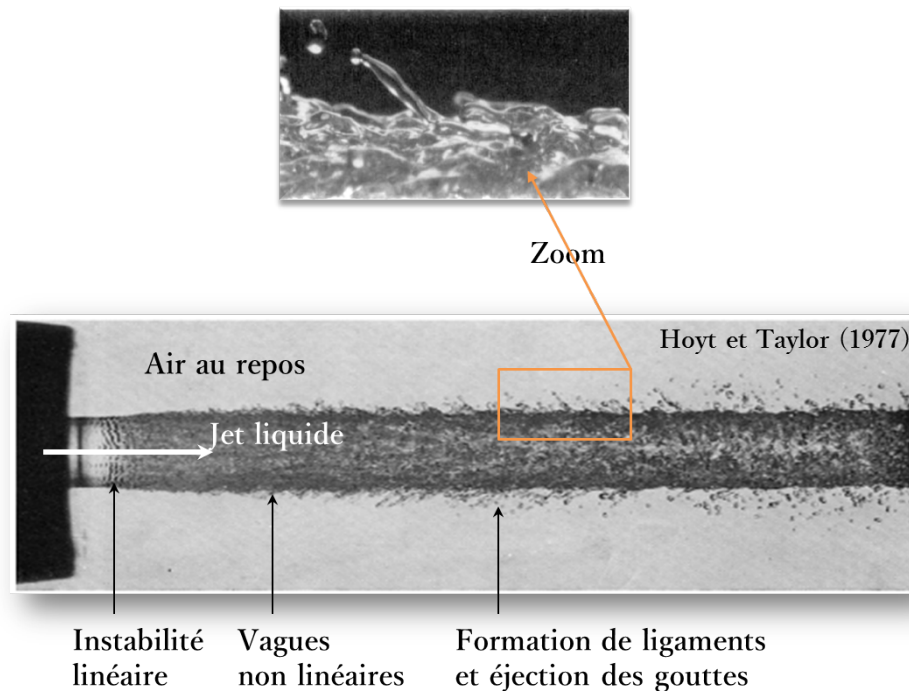 Zoom
Hoyt et Taylor (1977)
Air au repos
Jet liquide
Instabilité
linéaire
Vagues
non linéaires
Formation de ligaments
et éjection des gouttes